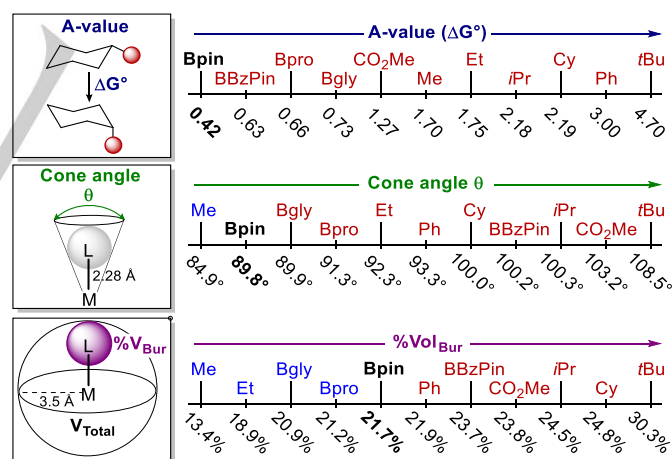 A-value
ΔG°
A-value (ΔG°)
Bpin Bpro CO2Me Et Cy tBu
BBzPin Bgly Me iPr Ph
0.42 0.63 0.66 0.73 1.27 1.70 1.75 2.18 2.19 3.00 4.70
Cone angle
θ
L
2.28 Å
M
Cone angle θ
Me Bgly Et Cy iPr tBu
Bpin Bpro Ph BBzPin CO2Me
84.9° 89.8° 89.9° 91.3° 92.3° 93.3° 100.0° 100.2° 100.3° 103.2° 108.5°
L
%VBur
M
3.5 Å
VTotal
%VolBur
Me Bgly Bpin BBzPin iPr tBu
Et Bpro Ph CO2Me Cy
13.4% 18.9% 20.9% 21.2% 21.7% 21.9% 23.7% 23.8% 24.5% 24.8% 30.3%